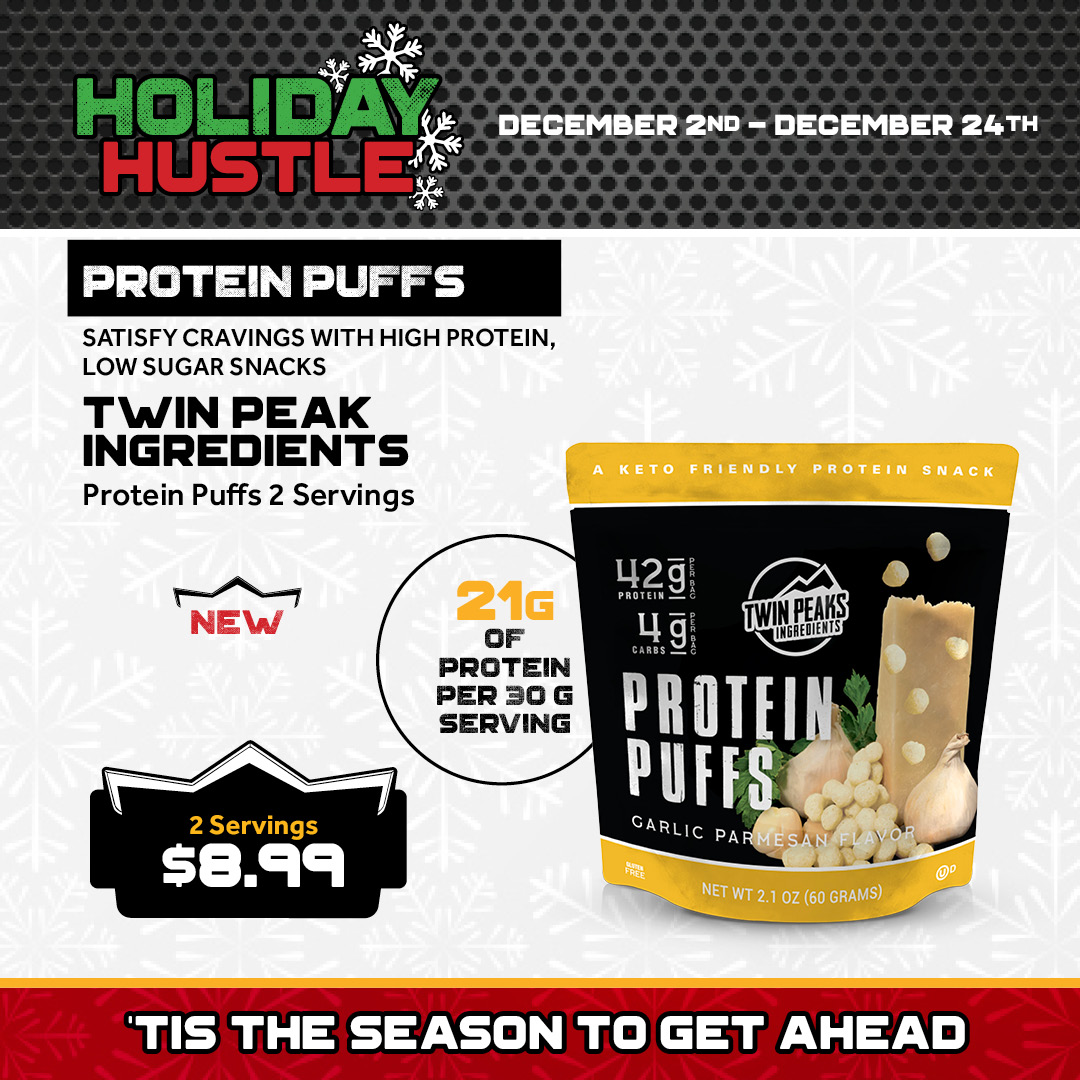 HOLIDAY
HUSTLE
DECEMBER 2ND – DECEMBER 24TH
PROTEIN PUFFS
SATISFY CRAVINGS WITH HIGH PROTEIN,
LOW SUGAR SNACKS
TWIN PEAK
INGREDIENTS
Protein Puffs 2 Servings
NEW
21G
OF
PROTEIN
PER 30 G
SERVING
2 Servings
$8.99
A KETO FRIENDLY PROTEIN SNACK
42g
PROTEIN
PER BAG
4g
CARBS
PER BAG
TWIN PEAKS
INGREDIENTS
PROTEIN
PUFFS
GARLIC PARMESAN FLAVOR
GLUTEN
FREE
NET WT 2.1 OZ (60 GRAMS)
U D
'TIS THE SEASON TO GET AHEAD